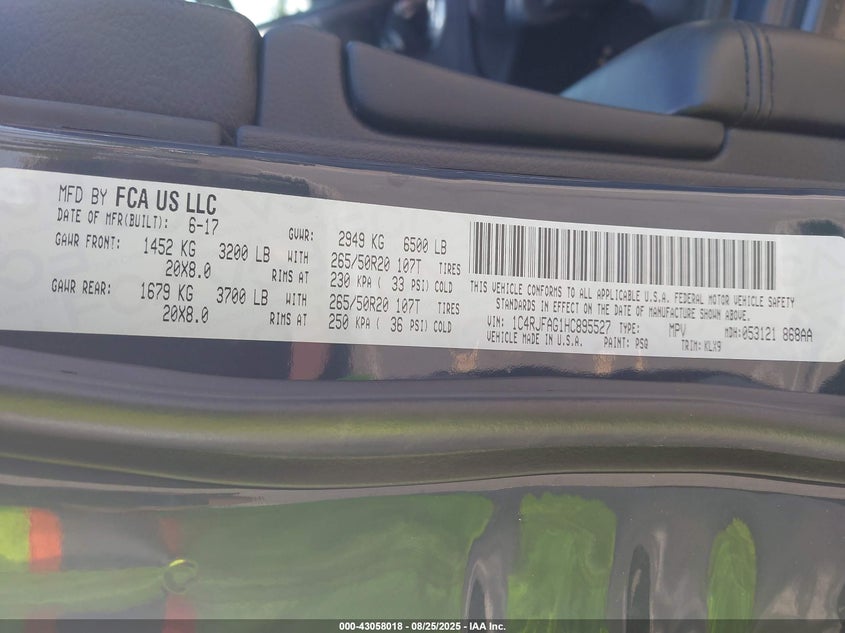 MFD BY FCA US LLC
DATE OF MFR(BUILT): 6-17 GVWR: 2949 KG 6500 LB
GAWR FRONT: 1452 KG 3200 LB WITH 265/50R20 107T TIRES
20X8.0 RIMS AT 230 KPA ( 33 PSI) COLD
GAWR REAR: 1679 KG 3700 LB WITH 265/50R20 107T TIRES
20X8.0 RIMS AT 250 KPA ( 36 PSI) COLD
THIS VEHICLE CONFORMS TO ALL APPLICABLE U.S.A. FEDERAL MOTOR VEHICLE SAFETY
STANDARDS IN EFFECT ON THE DATE OF MANUFACTURE SHOWN ABOVE.
VIN: 1C4RJFAG1HC895527 TYPE: MPV MDH: 053121 868AA
VEHICLE MADE IN U.S.A. PAINT: PSQ TRIM: KLX9
000-43058018 - 08/25/2025 - IAA Inc.